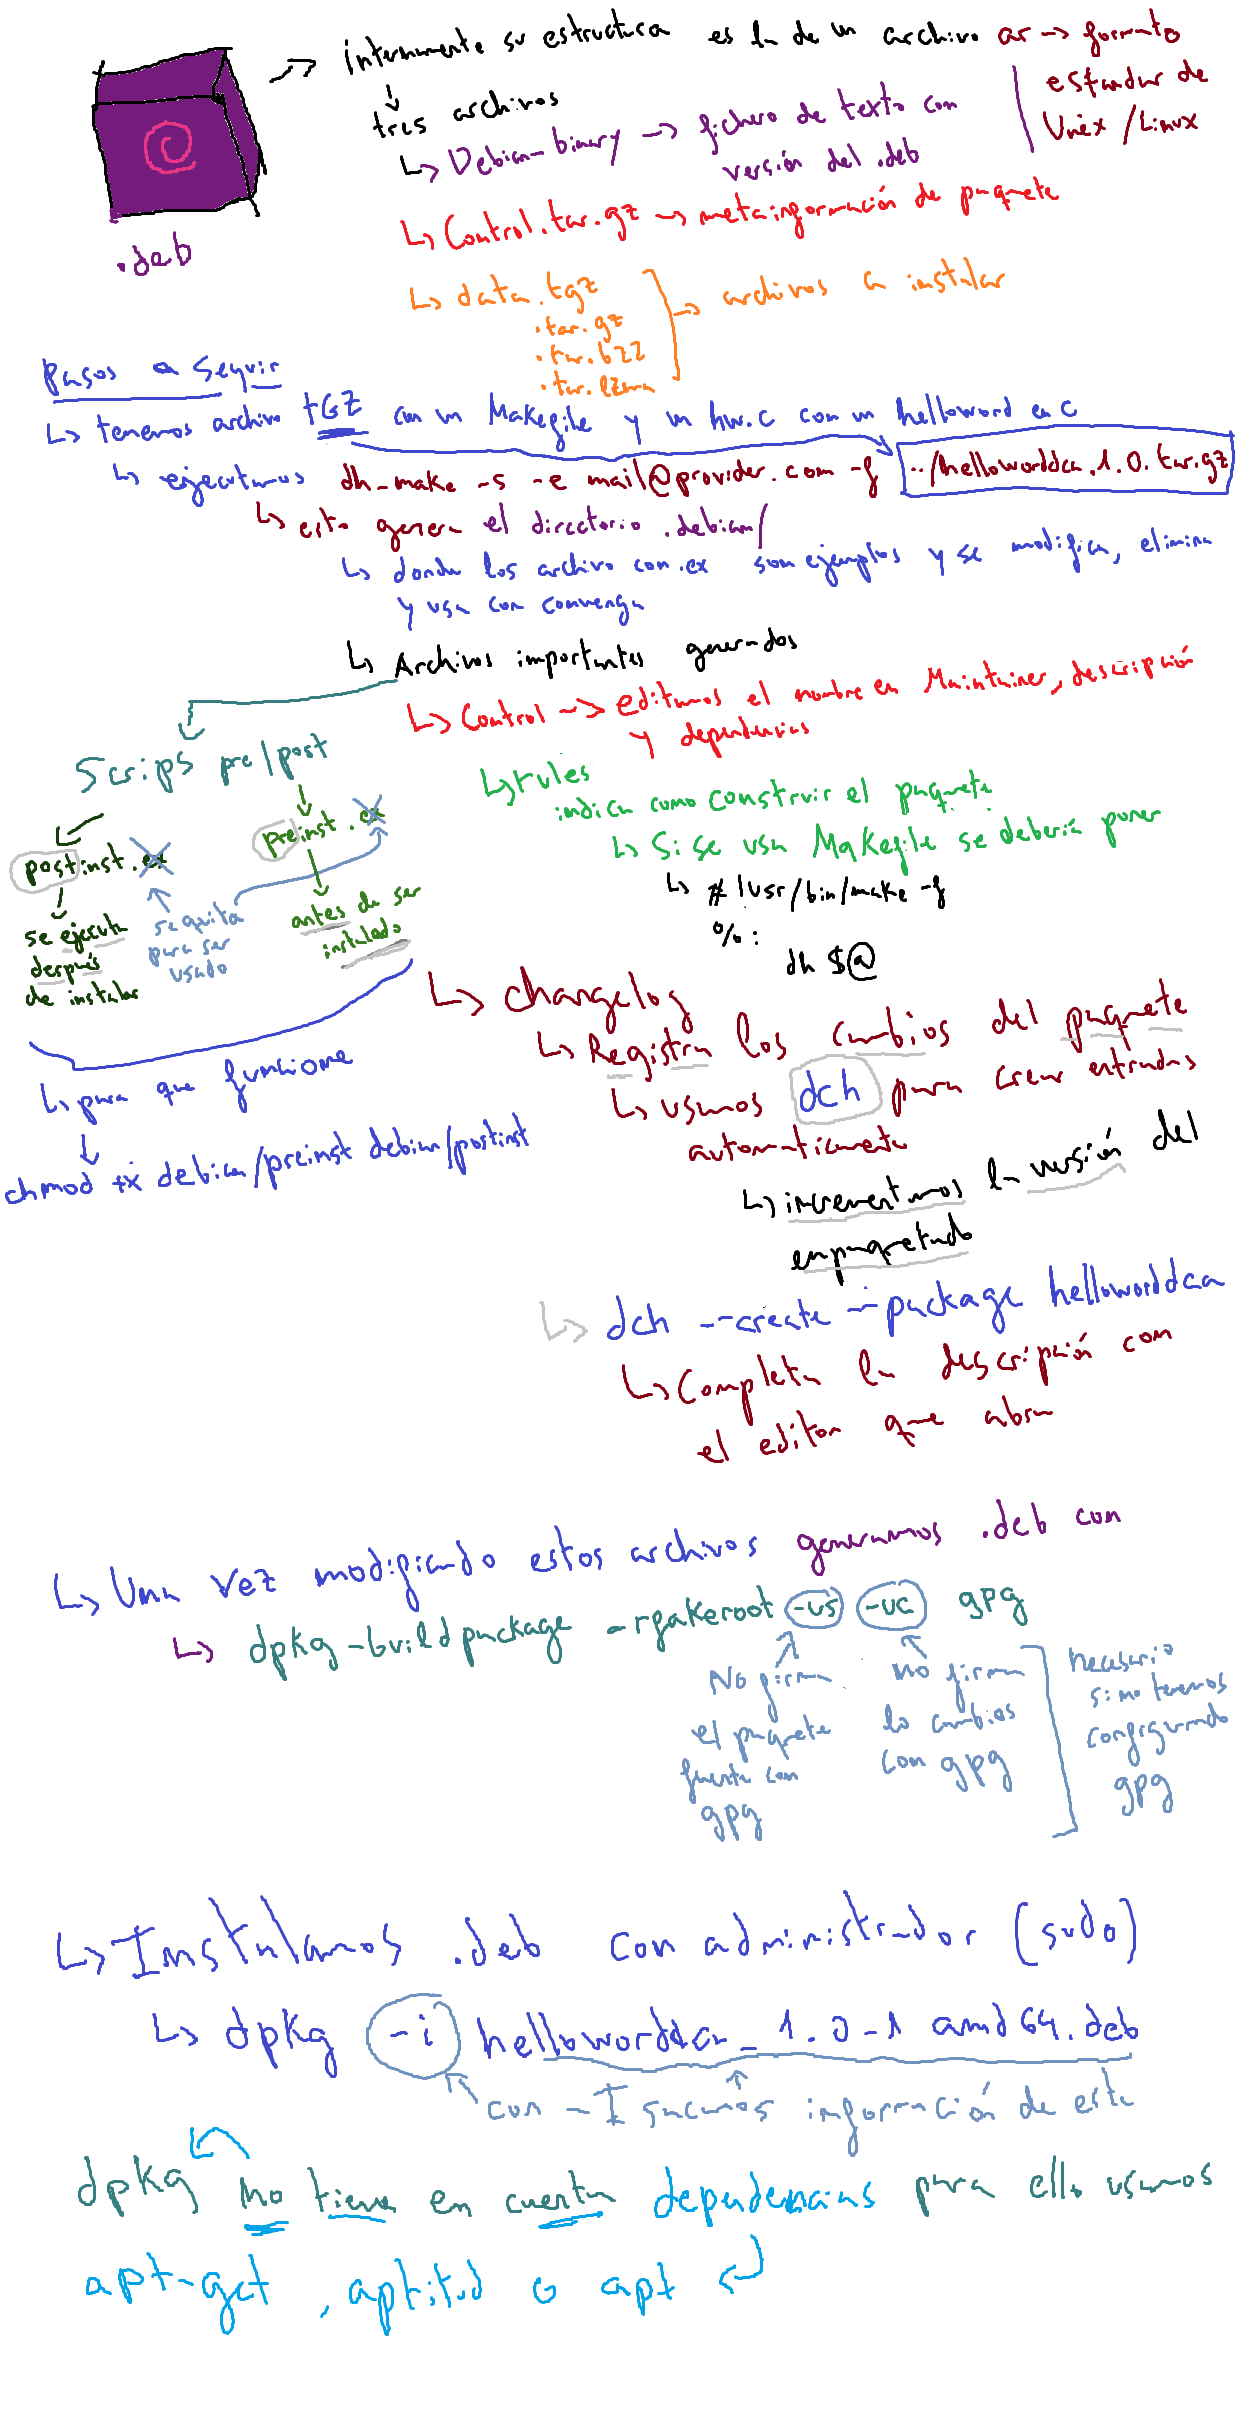 internamente su estructura es la de un archivo ar → formato
estandar de
Unix / Linux
tres archivos
↳ Debian-binary → fichero de texto con
versión del .deb
↳ Control.tar.gz → metainformación de paquete
.deb
↳ data.tgz
.tar.gz
.tar.bz2
.tar.lzma
→ archivos a instalar
Pasos a seguir
↳ tenemos archivo tGZ con un Makefile y un hw.c con un helloword en C
↳ ejecutamos dh_make -s -e mail@provider.com -f ../helloworddca.1.0.tar.gz
↳ esto genera el directorio .debian/
↳ donde los archivo con .ex son ejemplos y se modifica, elimina
y usa con convenga
↳ Archivos importantes generados
↳ Control → editamos el nombre en Maintainer, descripción
y dependencias
↳ rules
indica como construir el paquete
↳ Si se usa Makefile se debería poner
↳ #!usr/bin/make -f
%:
dh $@
Scrips pre/post
postinst.ex
se ejecuta
después
de instalar
se quita
para ser
usado
preinst.ex
antes de ser
instalado
↳ para que funcione
chmod +x debian/preinst debian/postinst
↳ changelog
↳ Registra los cambios del paquete
↳ usamos dch para crear entradas
automaticamente
↳ incrementamos la versión del
enpaquetado
↳ dch --create --package helloworddca
↳ Completa la descripción con
el editor que abra
↳ Una vez modificando estos archivos generamos .deb con
↳ dpkg-buildpackage -rfakeroot -us -uc gpg
No firma
el paquete
fuente con
gpg
no firma
lo cambios
con gpg
necesario
si no tenemos
configurado
gpg
↳ Instalamos .deb con administrador (sudo)
↳ dpkg -i helloworddca_1.0-1 amd64.deb
con -I sacamos información de este
dpkg no tiene en cuenta dependencias para ello usamos
apt-get, aptitud o apt